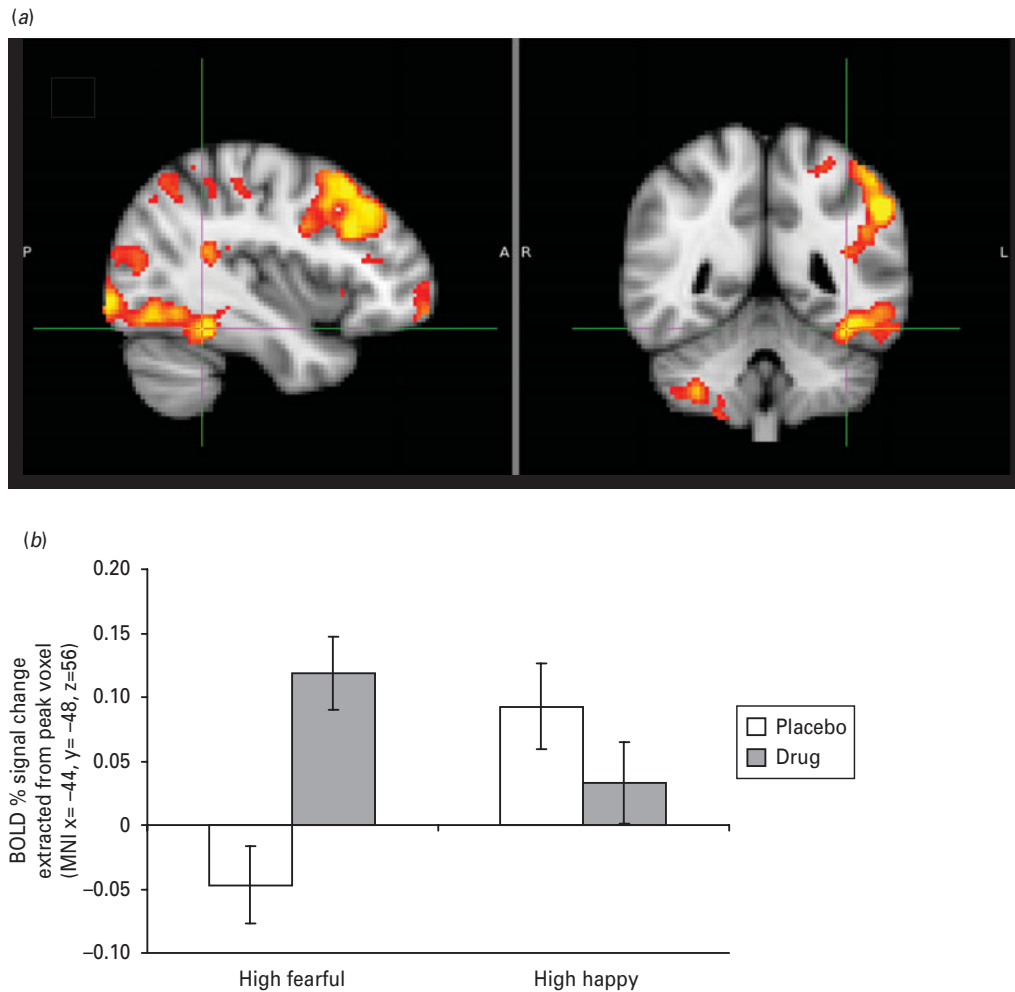 (a)
P
A
R
L
(b)
BOLD % signal change
extracted from peak voxel
(MNI x= −44, y= −48, z=56)
0.20
0.15
0.10
0.05
0
−0.05
−0.10
High fearful
High happy
Placebo
Drug